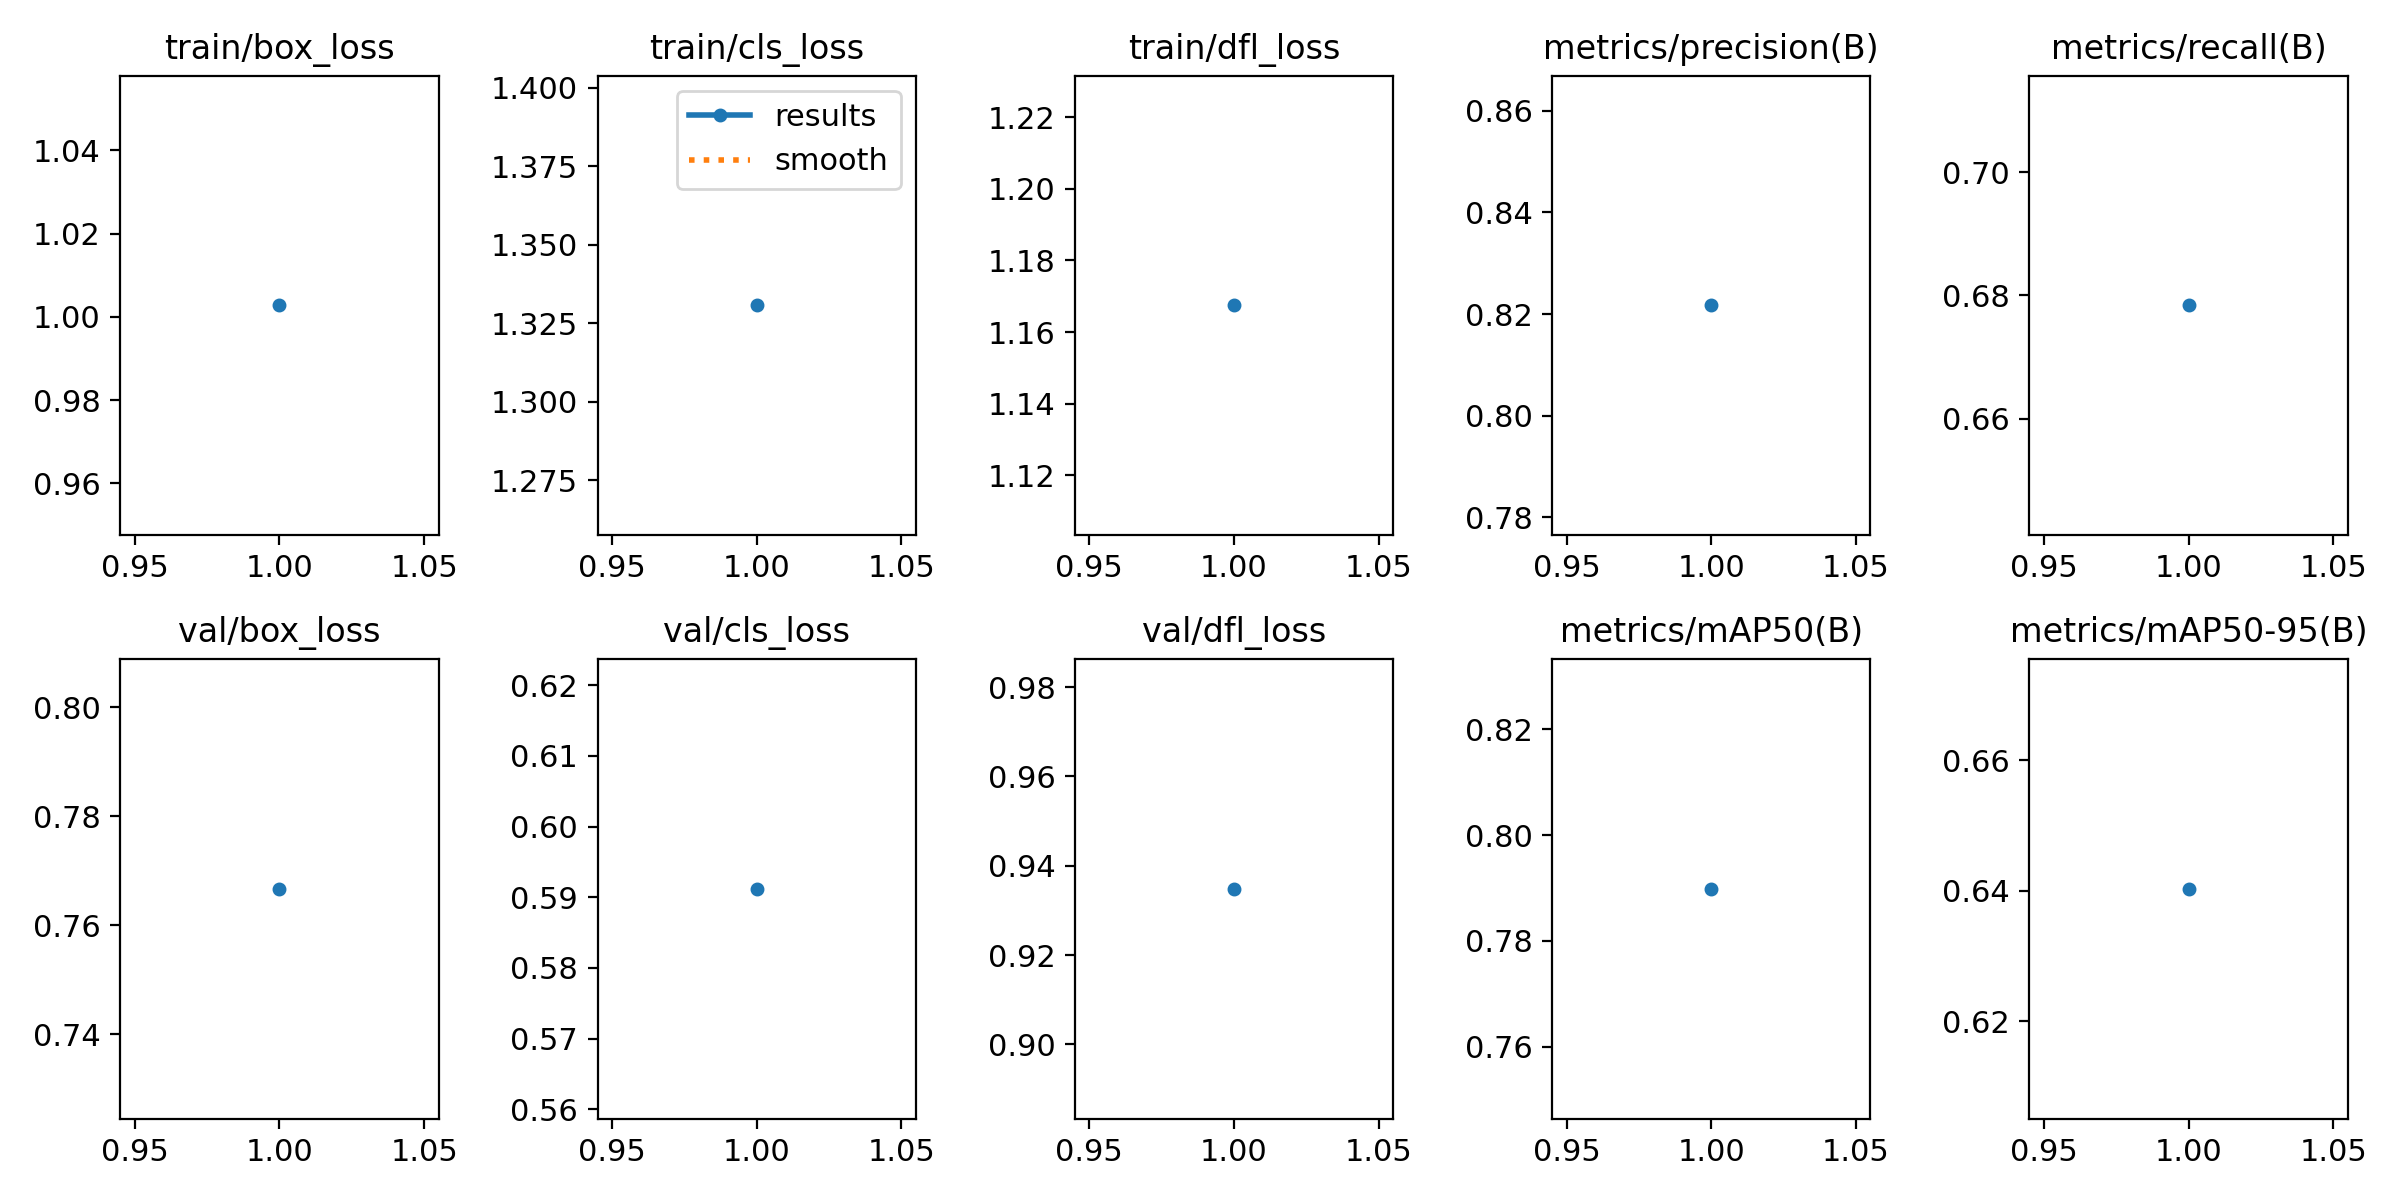 train/box_loss
1.04
1.02
1.00
0.98
0.96
0.95 1.00 1.05
train/cls_loss
1.400
1.375
1.350
1.325
1.300
1.275
results
smooth
0.95 1.00 1.05
train/dfl_loss
1.22
1.20
1.18
1.16
1.14
1.12
0.95 1.00 1.05
metrics/precision(B)
0.86
0.84
0.82
0.80
0.78
0.95 1.00 1.05
metrics/recall(B)
0.70
0.68
0.66
0.95 1.00 1.05
val/box_loss
0.80
0.78
0.76
0.74
0.95 1.00 1.05
val/cls_loss
0.62
0.61
0.60
0.59
0.58
0.57
0.56
0.95 1.00 1.05
val/dfl_loss
0.98
0.96
0.94
0.92
0.90
0.95 1.00 1.05
metrics/mAP50(B)
0.82
0.80
0.78
0.76
0.95 1.00 1.05
metrics/mAP50-95(B)
0.66
0.64
0.62
0.95 1.00 1.05